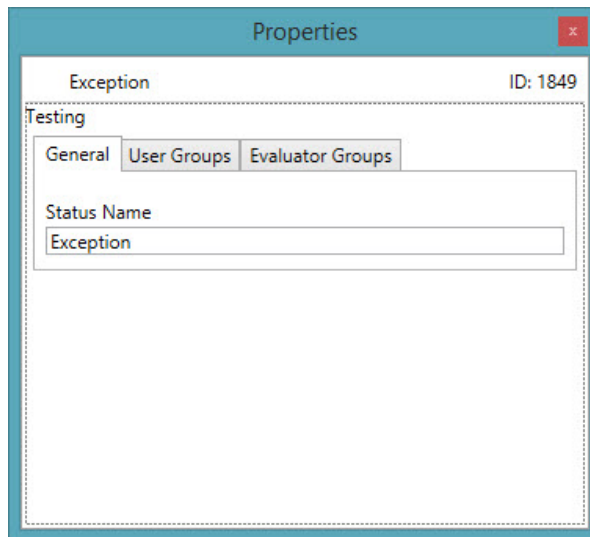 Properties
x
Exception ID: 1849
Testing
General User Groups Evaluator Groups
Status Name
Exception